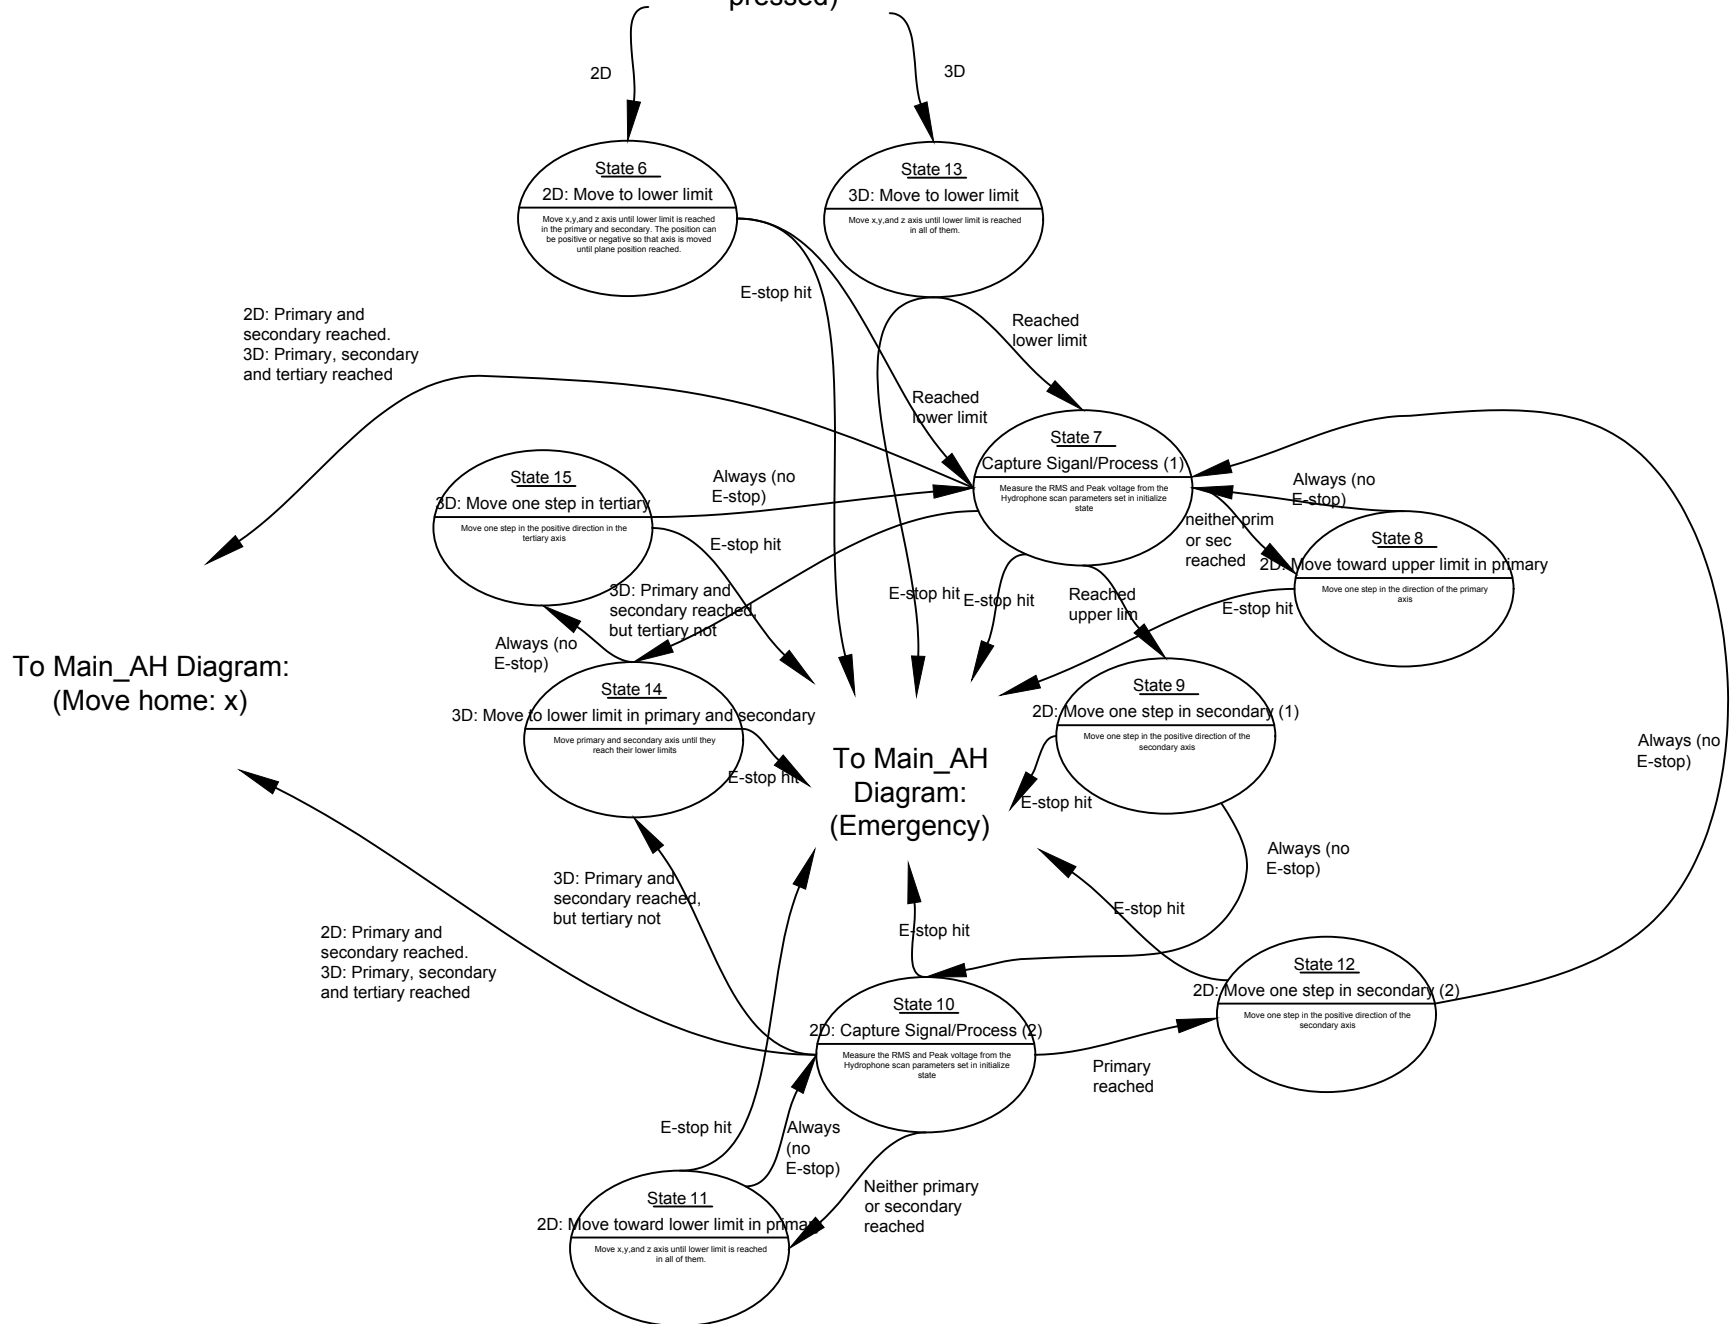 pressed)
2D
3D
State 6
2D: Move to lower limit
Move x,y,and z axis until lower limit is reached
in the primary and secondary. The position can
be positive or negative so that axis is moved
until plane position reached.
State 13
3D: Move to lower limit
Move x,y,and z axis until lower limit is reached
in all of them.
E-stop hit
Reached
lower limit
2D: Primary and
secondary reached.
3D: Primary, secondary
and tertiary reached
Reached
lower limit
State 7
Capture Siganl/Process (1)
Measure the RMS and Peak voltage from the
Hydrophone scan parameters set in initialize
state
State 15
3D: Move one step in tertiary
Move one step in the positive direction in the
tertiary axis
Always (no
E-stop)
Always (no
E-stop)
neither prim
or sec
reached
State 8
2D: Move toward upper limit in primary
Move one step in the direction of the primary
axis
E-stop hit
3D: Primary and
secondary reached,
but tertiary not
E-stop hit
E-stop hit
Reached
upper lim
E-stop hit
Always (no
E-stop)
To Main_AH Diagram:
(Move home: x)
State 14
3D: Move to lower limit in primary and secondary
Move primary and secondary axis until they
reach their lower limits
E-stop hit
State 9
2D: Move one step in secondary (1)
Move one step in the positive direction of the
secondary axis
To Main_AH
Diagram:
(Emergency)
E-stop hit
Always (no
E-stop)
Always (no
E-stop)
3D: Primary and
secondary reached,
but tertiary not
E-stop hit
E-stop hit
2D: Primary and
secondary reached.
3D: Primary, secondary
and tertiary reached
State 12
2D: Move one step in secondary (2)
Move one step in the positive direction of the
secondary axis
State 10
2D: Capture Signal/Process (2)
Measure the RMS and Peak voltage from the
Hydrophone scan parameters set in initialize
state
Primary
reached
E-stop hit
Always
(no
E-stop)
Neither primary
or secondary
reached
State 11
2D: Move toward lower limit in primary
Move x,y,and z axis until lower limit is reached
in all of them.